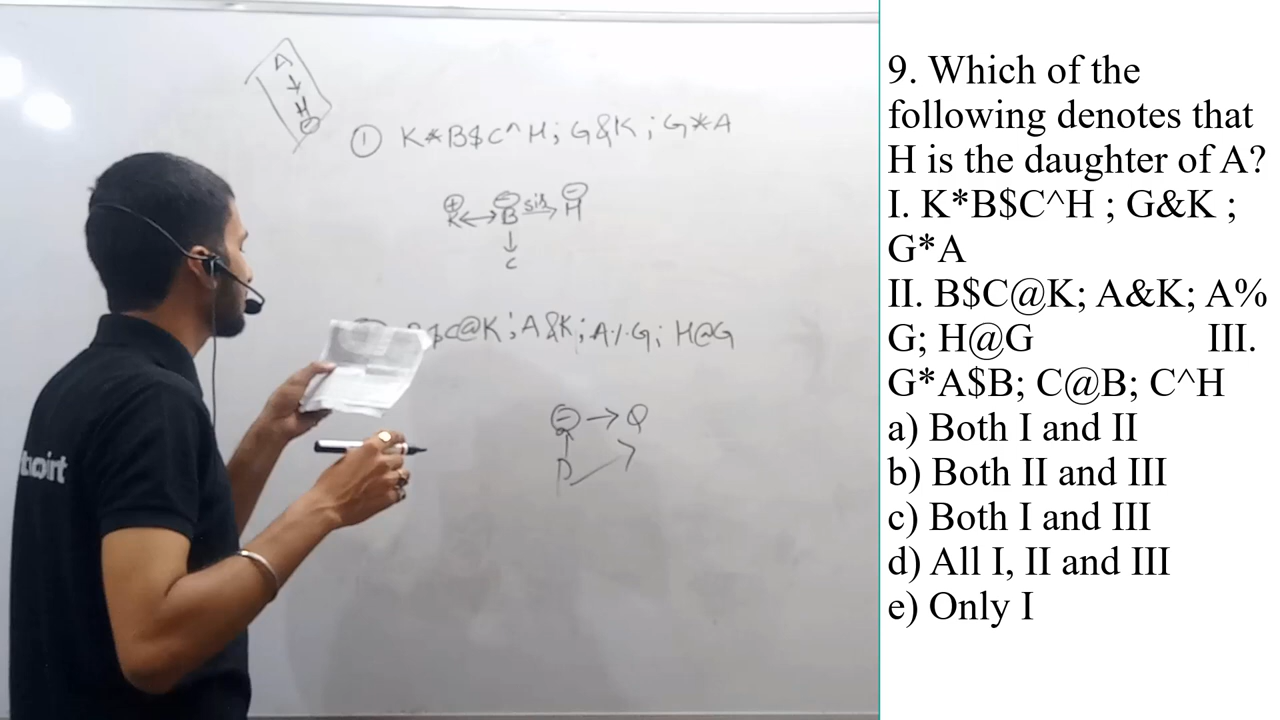 A
H
① K*B$C^H; G&K; G*A
K B sis H
C
$C@K; A&K; A%G; H@G
Q
P
toirt
9. Which of the
following denotes that
H is the daughter of A?
I. K*B$C^H ; G&K ;
G*A
II. B$C@K; A&K; A%
G; H@G III.
G*A$B; C@B; C^H
a) Both I and II
b) Both II and III
c) Both I and III
d) All I, II and III
e) Only I